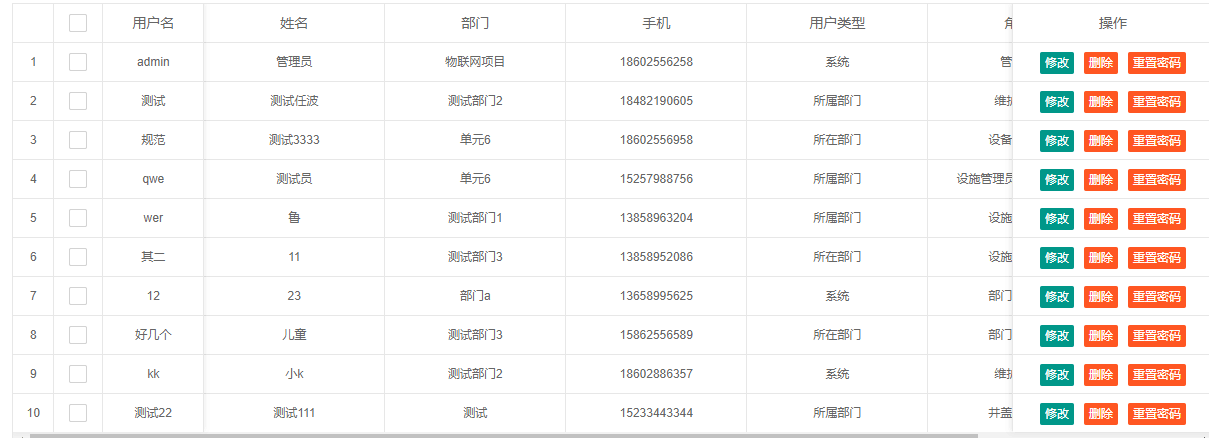 用户名 姓名 部门 手机 用户类型 操作
1 admin 管理员 物联网项目 18602556258 系统 管 修改 删除 重置密码
2 测试 测试任波 测试部门2 18482190605 所属部门 维护 修改 删除 重置密码
3 规范 测试3333 单元6 18602556958 所在部门 设备 修改 删除 重置密码
4 qwe 测试员 单元6 15257988756 所属部门 设施管理员 修改 删除 重置密码
5 wer 鲁 测试部门1 13858963204 所属部门 设施 修改 删除 重置密码
6 其二 11 测试部门3 13858952086 所在部门 设施 修改 删除 重置密码
7 12 23 部门a 13658995625 系统 部门 修改 删除 重置密码
8 好几个 儿童 测试部门3 15862556589 所在部门 部门 修改 删除 重置密码
9 kk 小k 测试部门2 18602886357 系统 维护 修改 删除 重置密码
10 测试22 测试111 测试 15233443344 所属部门 井盖 修改 删除 重置密码